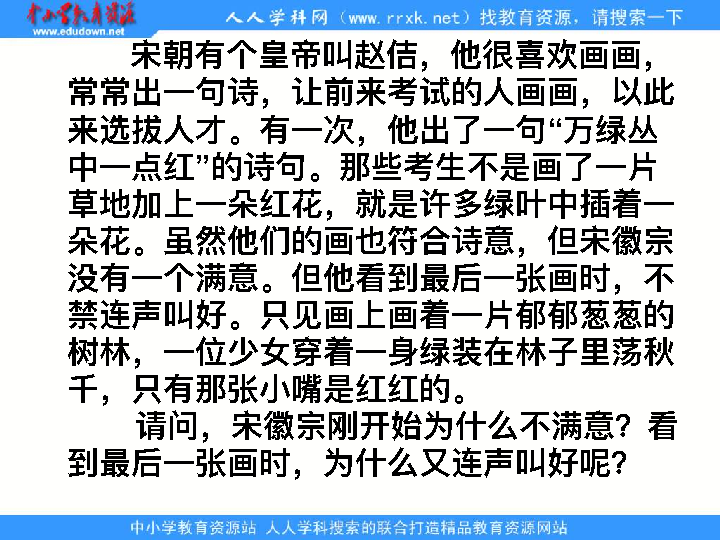 中小学教育资源站
www.edudown.net
人人学科网（www.rrxk.net）找教育资源，请搜索一下
宋朝有个皇帝叫赵佶，他很喜欢画画，
常常出一句诗，让前来考试的人画画，以此
来选拔人才。有一次，他出了一句“万绿丛
中一点红”的诗句。那些考生不是画了一片
草地加上一朵红花，就是许多绿叶中插着一
朵花。虽然他们的画也符合诗意，但宋徽宗
没有一个满意。但他看到最后一张画时，不
禁连声叫好。只见画上画着一片郁郁葱葱的
树林，一位少女穿着一身绿装在林子里荡秋
千，只有那张小嘴是红红的。
请问，宋徽宗刚开始为什么不满意？看
到最后一张画时，为什么又连声叫好呢？
中小学教育资源站 人人学科搜索的联合打造精品教育资源网站